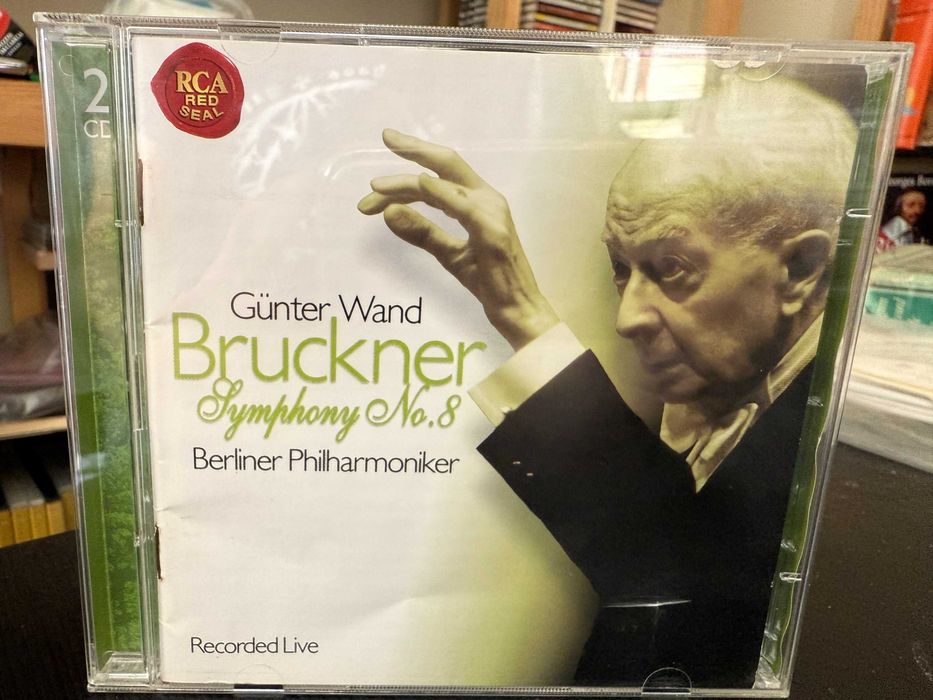 2
CD
RCA
RED
SEAL
Günter Wand
Bruckner
Symphony No.8
Berliner Philharmoniker
Recorded Live